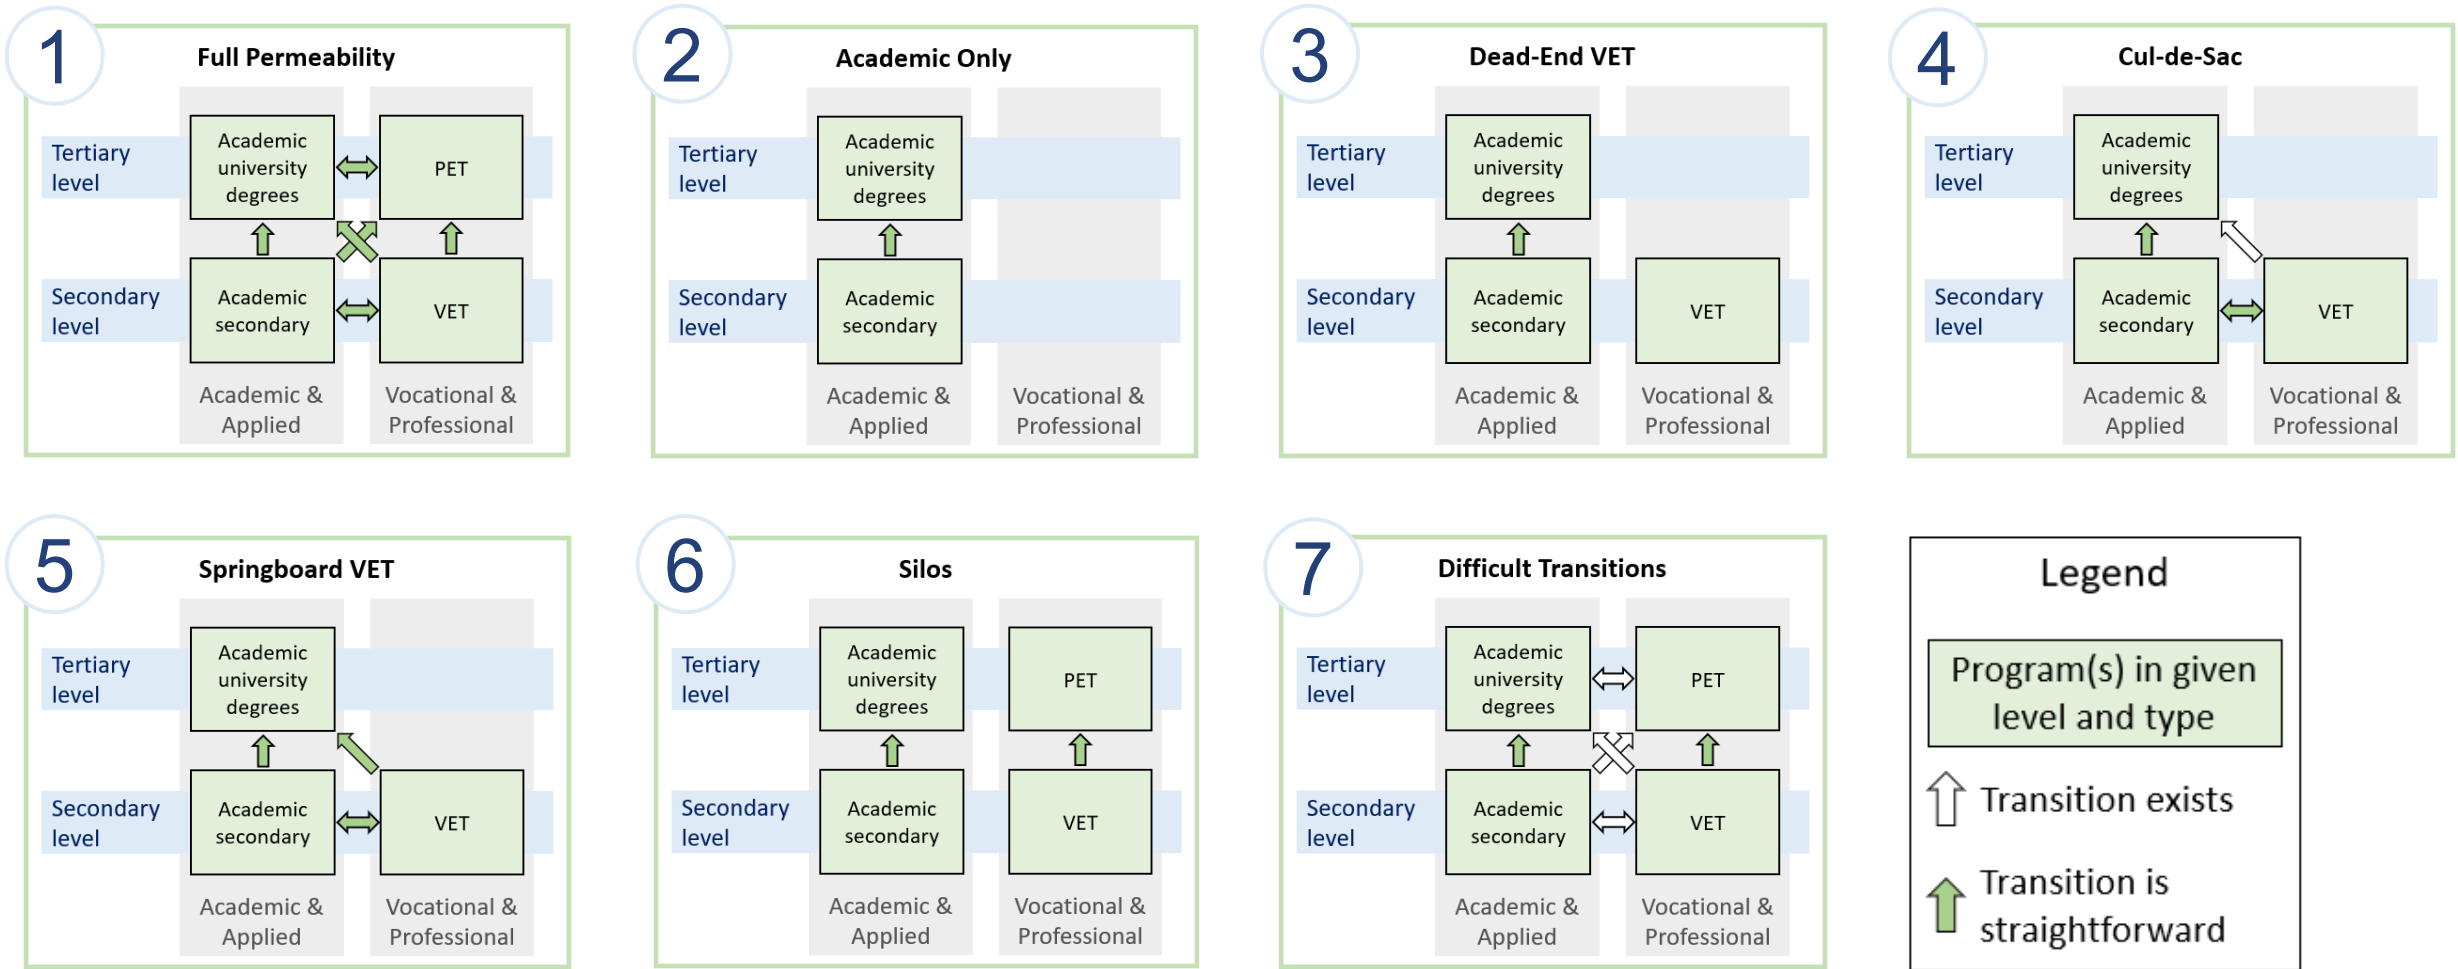 1
Full Permeability
Tertiary
level
Academic
university
degrees
PET
Secondary
level
Academic
secondary
VET
Academic &
Applied
Vocational &
Professional
2
Academic Only
Tertiary
level
Academic
university
degrees
Secondary
level
Academic
secondary
Academic &
Applied
Vocational &
Professional
3
Dead-End VET
Tertiary
level
Academic
university
degrees
Secondary
level
Academic
secondary
VET
Academic &
Applied
Vocational &
Professional
4
Cul-de-Sac
Tertiary
level
Academic
university
degrees
Secondary
level
Academic
secondary
VET
Academic &
Applied
Vocational &
Professional
5
Springboard VET
Tertiary
level
Academic
university
degrees
Secondary
level
Academic
secondary
VET
Academic &
Applied
Vocational &
Professional
6
Silos
Tertiary
level
Academic
university
degrees
PET
Secondary
level
Academic
secondary
VET
Academic &
Applied
Vocational &
Professional
7
Difficult Transitions
Tertiary
level
Academic
university
degrees
PET
Secondary
level
Academic
secondary
VET
Academic &
Applied
Vocational &
Professional
Legend
Program(s) in given
level and type
Transition exists
Transition is
straightforward